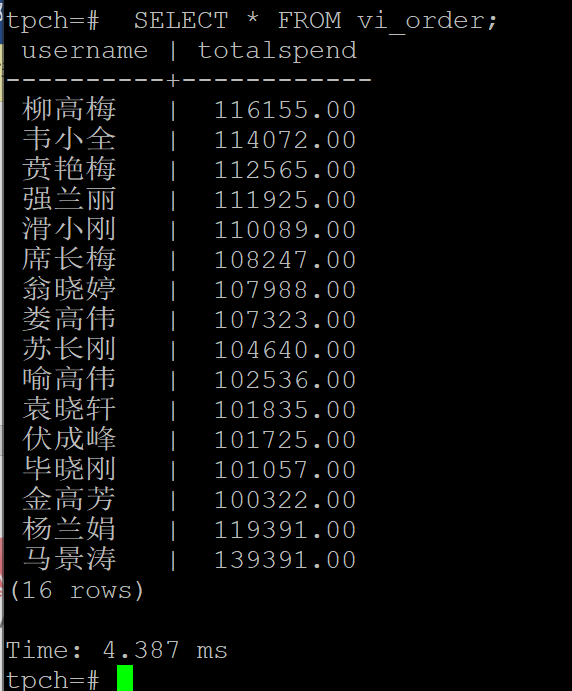 tpch=#  SELECT * FROM vi_order;
 username | totalspend
----------+------------
 柳高梅   |  116155.00
 韦小全   |  114072.00
 贲艳梅   |  112565.00
 强兰丽   |  111925.00
 滑小刚   |  110089.00
 席长梅   |  108247.00
 翁晓婷   |  107988.00
 娄高伟   |  107323.00
 苏长刚   |  104640.00
 喻高伟   |  102536.00
 袁晓轩   |  101835.00
 伏成峰   |  101725.00
 毕晓刚   |  101057.00
 金高芳   |  100322.00
 杨兰娟   |  119391.00
 马景涛   |  139391.00
(16 rows)
Time: 4.387 ms
tpch=#